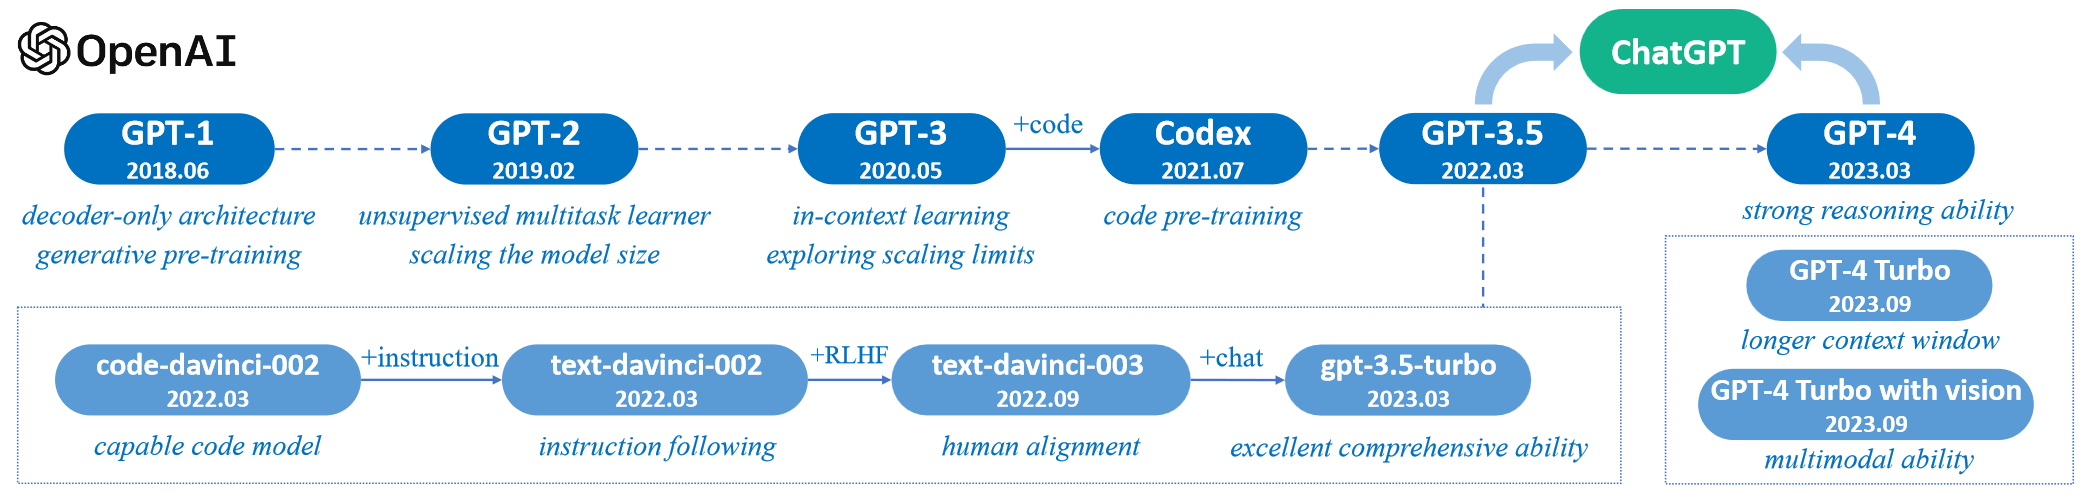 OpenAI
ChatGPT
GPT-1
2018.06
GPT-2
2019.02
GPT-3
2020.05
+code
Codex
2021.07
GPT-3.5
2022.03
GPT-4
2023.03
decoder-only architecture
generative pre-training
unsupervised multitask learner
scaling the model size
in-context learning
exploring scaling limits
code pre-training
strong reasoning ability
GPT-4 Turbo
2023.09
longer context window
GPT-4 Turbo with vision
2023.09
multimodal ability
code-davinci-002
2022.03
+instruction
text-davinci-002
2022.03
+RLHF
text-davinci-003
2022.09
+chat
gpt-3.5-turbo
2023.03
capable code model
instruction following
human alignment
excellent comprehensive ability